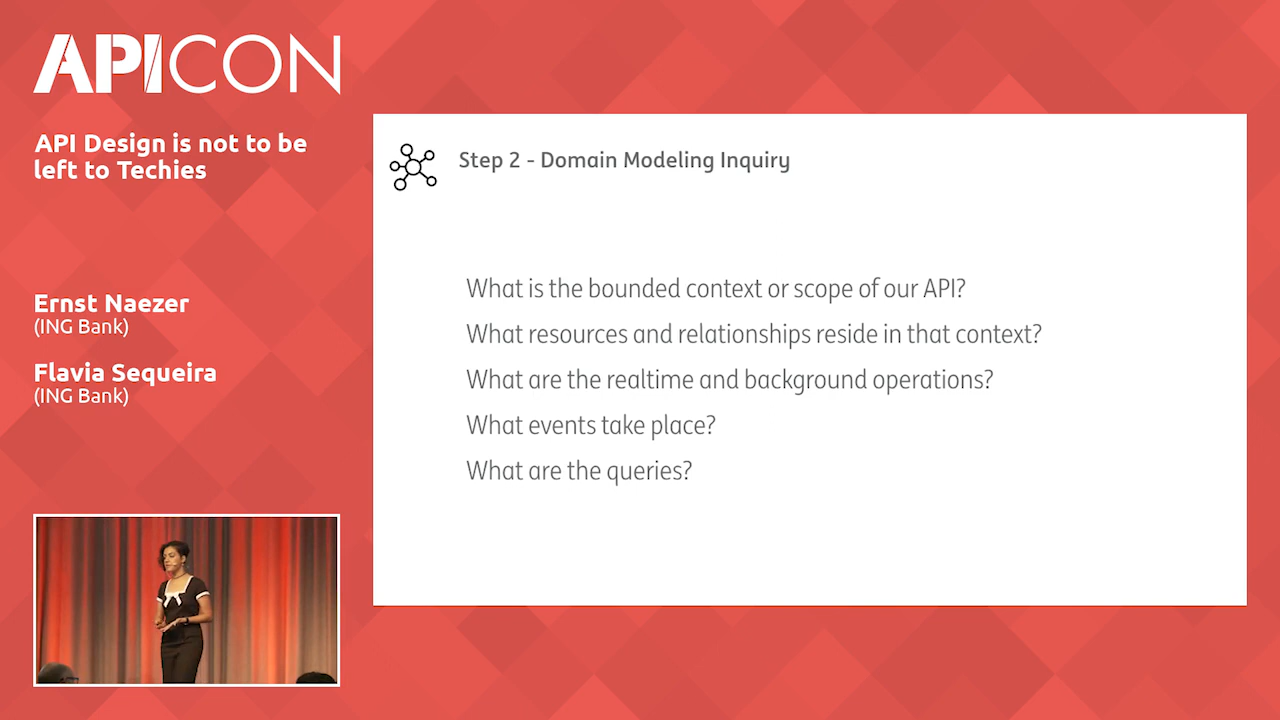 APICON
API Design is not to be
left to Techies
Ernst Naezer
(ING Bank)
Flavia Sequeira
(ING Bank)
Step 2 - Domain Modeling Inquiry
What is the bounded context or scope of our API?
What resources and relationships reside in that context?
What are the realtime and background operations?
What events take place?
What are the queries?